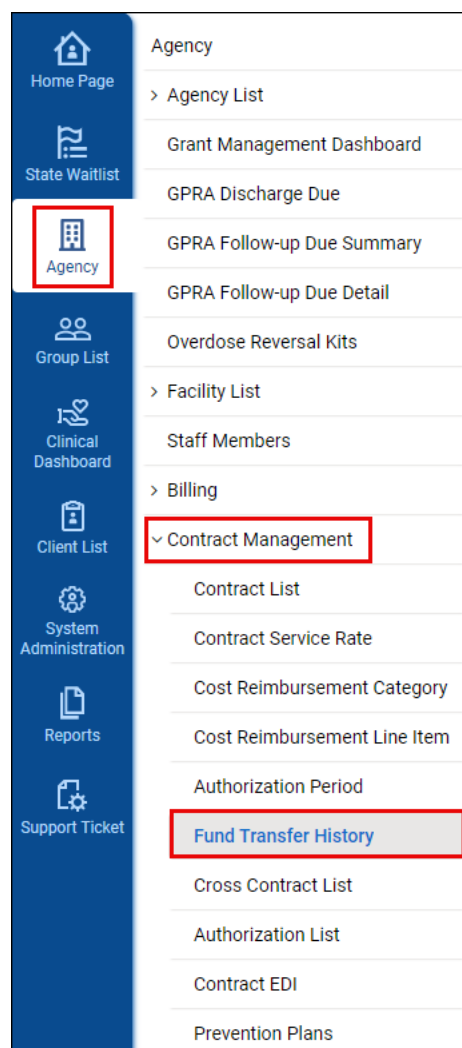 Home Page
State Waitlist
Agency
Group List
Clinical
Dashboard
Client List
System
Administration
Reports
Support Ticket
Agency
Agency List
Grant Management Dashboard
GPRA Discharge Due
GPRA Follow-up Due Summary
GPRA Follow-up Due Detail
Overdose Reversal Kits
Facility List
Staff Members
Billing
Contract Management
Contract List
Contract Service Rate
Cost Reimbursement Category
Cost Reimbursement Line Item
Authorization Period
Fund Transfer History
Cross Contract List
Authorization List
Contract EDI
Prevention Plans